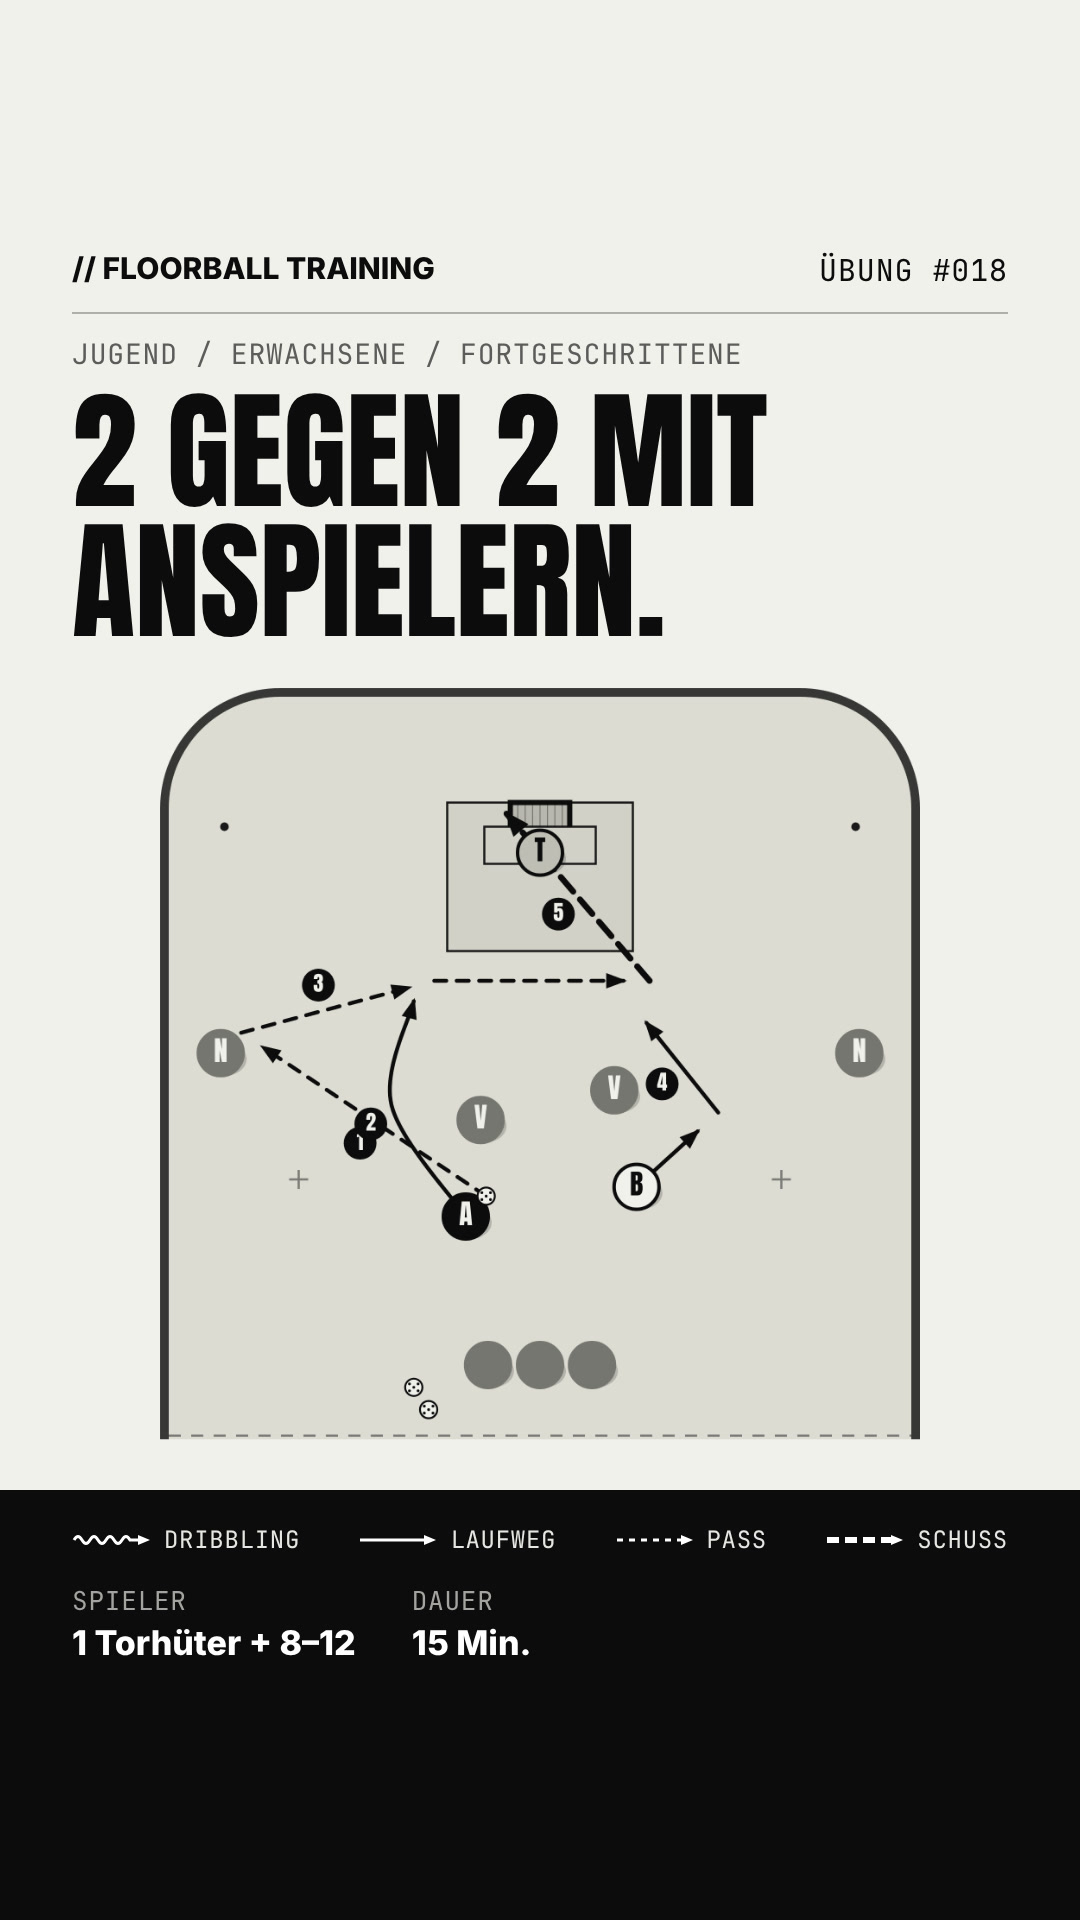 // FLOORBALL TRAINING
ÜBUNG #018
JUGEND / ERWACHSENE / FORTGESCHRITTENE
2 GEGEN 2 MIT
ANSPIELERN.
T
5
3
N
N
V
4
V
2
1
B
A
DRIBBLING
LAUFWEG
PASS
SCHUSS
SPIELER
DAUER
1 Torhüter + 8–12
15 Min.